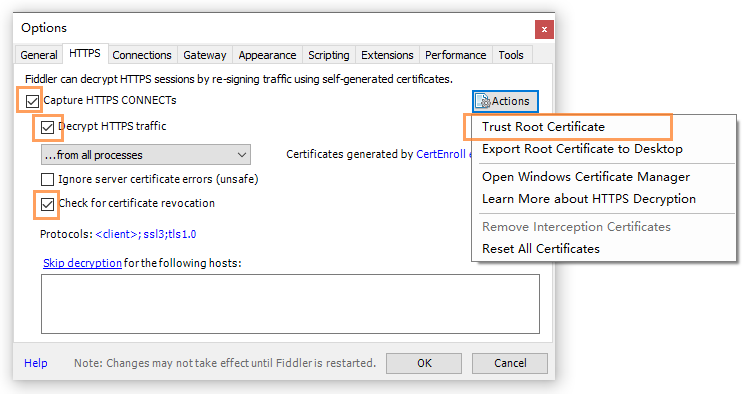 Options
x
General HTTPS Connections Gateway Appearance Scripting Extensions Performance Tools
Fiddler can decrypt HTTPS sessions by re-signing traffic using self-generated certificates.
Capture HTTPS CONNECTs
Actions
Decrypt HTTPS traffic
Trust Root Certificate
...from all processes
Certificates generated by CertEnroll
Export Root Certificate to Desktop
Ignore server certificate errors (unsafe)
Open Windows Certificate Manager
Check for certificate revocation
Learn More about HTTPS Decryption
Protocols: <client>; ssl3;tls1.0
Remove Interception Certificates
Reset All Certificates
Skip decryption for the following hosts:
Help
Note: Changes may not take effect until Fiddler is restarted.
OK
Cancel